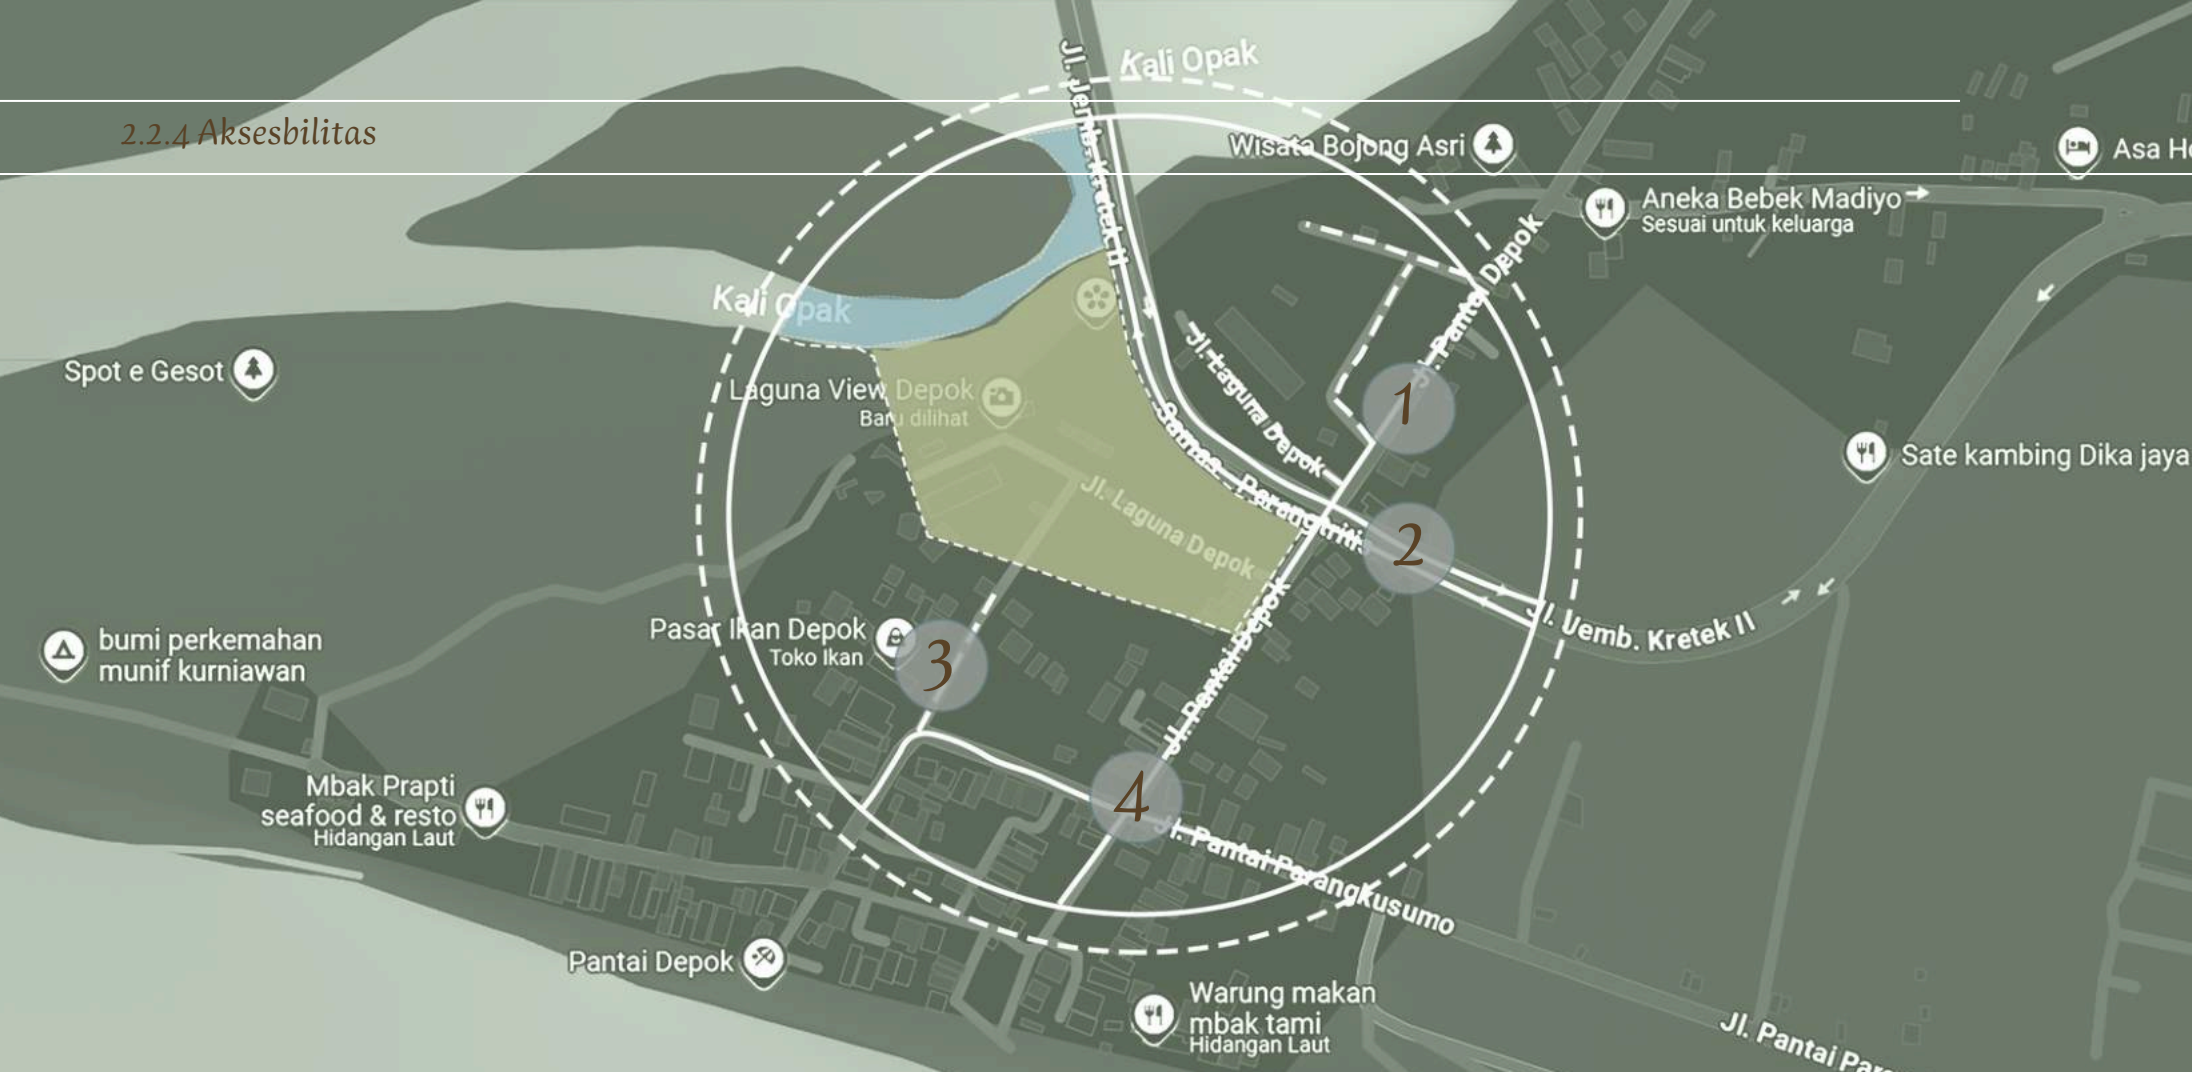 Kali Opak
Jl. Jemb. Kretek II
2.2.4 Aksesbilitas
Wisata Bojong Asri
Asa
Aneka Bebek Madiyo
Sesuai untuk keluarga
Jl. Pantai Depok
Kali Opak
Spot e Gesot
Laguna View Depok
Baru dilihat
Jl. Laguna Depok
1
Sate kambing Dika jaya
Jl. Laguna Depok
2
Pasar Ikan Depok
Toko Ikan
3
bumi perkemahan
munif kurniawan
Jl. Jemb. Kretek II
Jl. Pantai Depok
Mbak Prapti
seafood & resto
Hidangan Laut
4
Jl. Pantai Parangkusumo
Pantai Depok
Warung makan
mbak tami
Hidangan Laut
Jl. Pantai